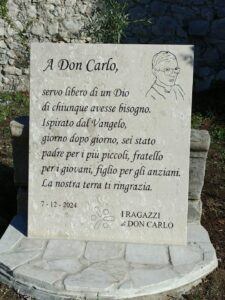 A Don Carlo,
servo libero di un Dio
di chiunque avesse bisogno.
Ispirato dal Vangelo,
giorno dopo giorno, sei stato
padre per i più piccoli, fratello
per i giovani, figlio per gli anziani.
La nostra terra ti ringrazia.
7 - 12 - 2024
I RAGAZZI
di DON CARLO